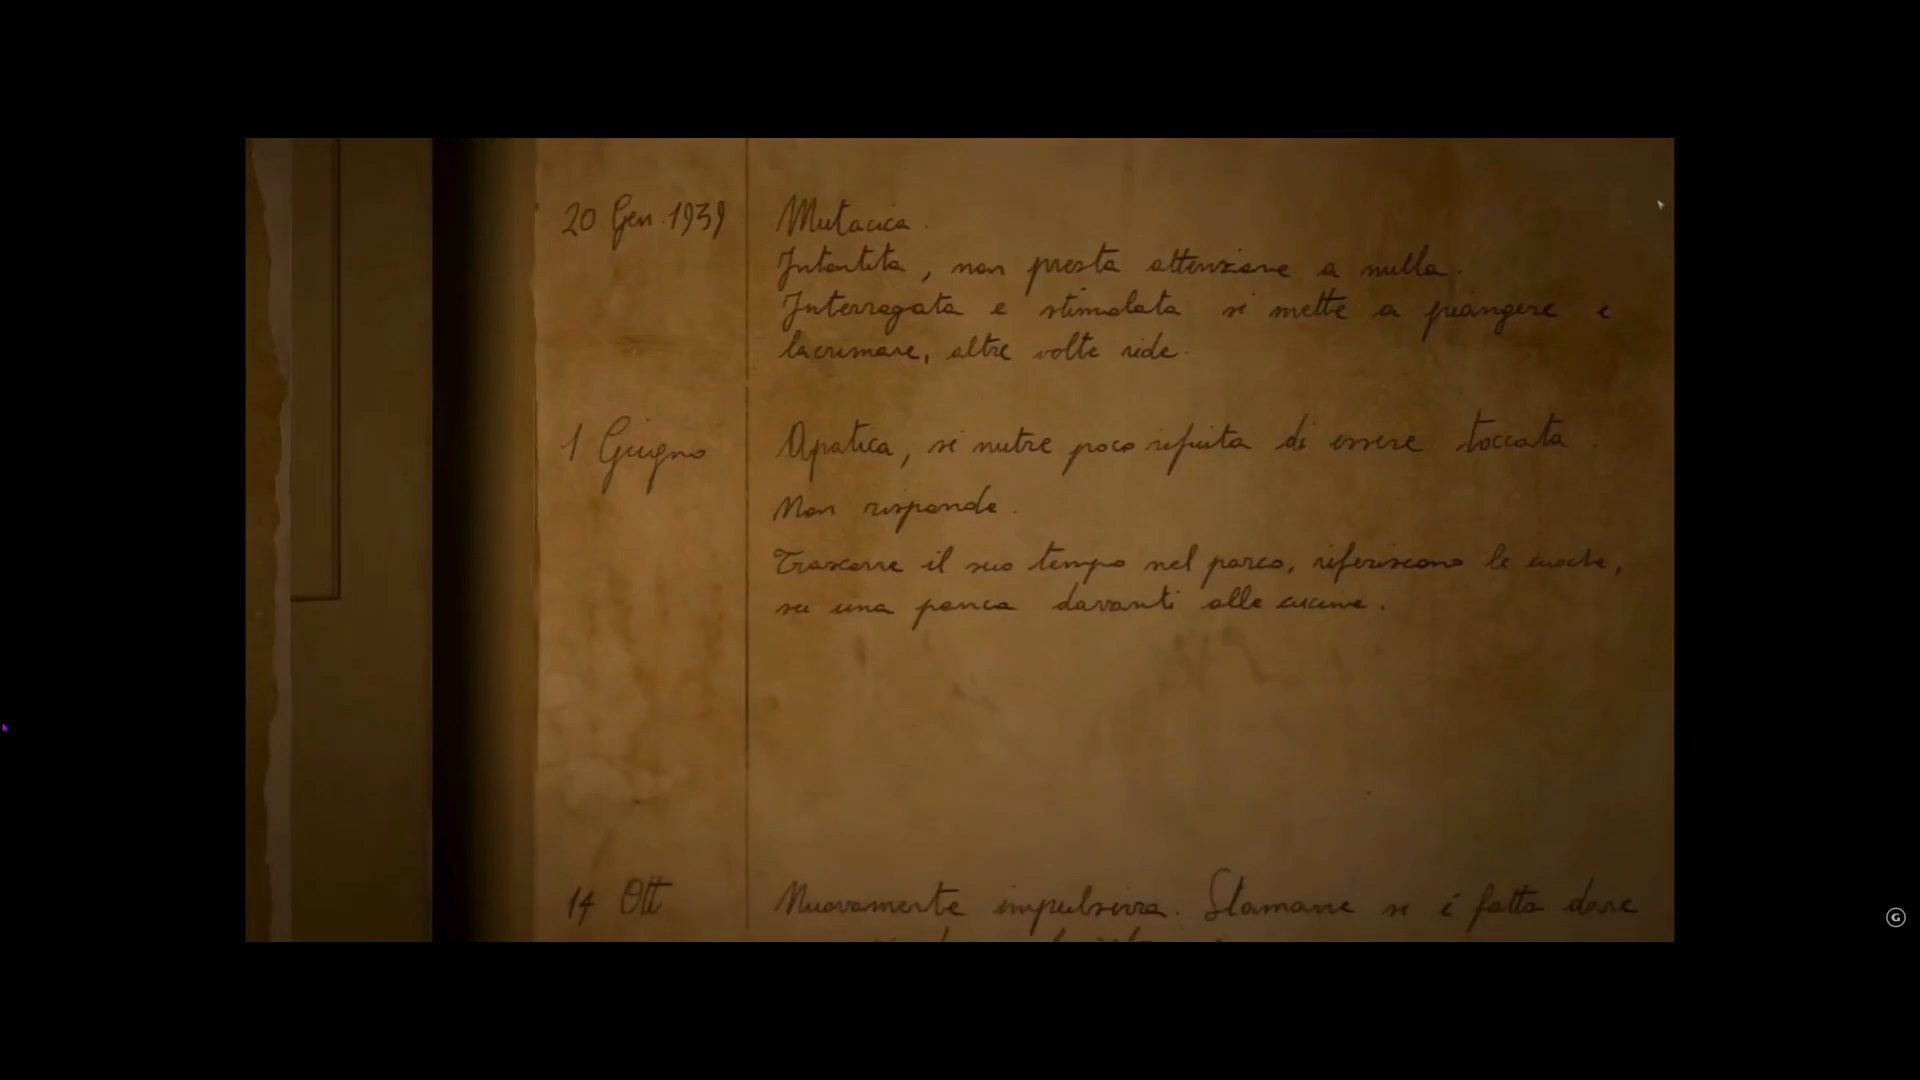 20 Gen. 1939 Mutacica.
Intontita, non presta attenzione a nulla.
Interrogata e stimolata si mette a piangere e
lacrimare, altre volte ride.
1 Giugno Apatica, si nutre poco rifiuta di essere toccata.
Non risponde.
Trascorre il suo tempo nel parco, riferiscono le cuoche,
su una panca davanti alle cucine.
14 Ott Nuovamente impulsiva. Stamane si è fatta dare